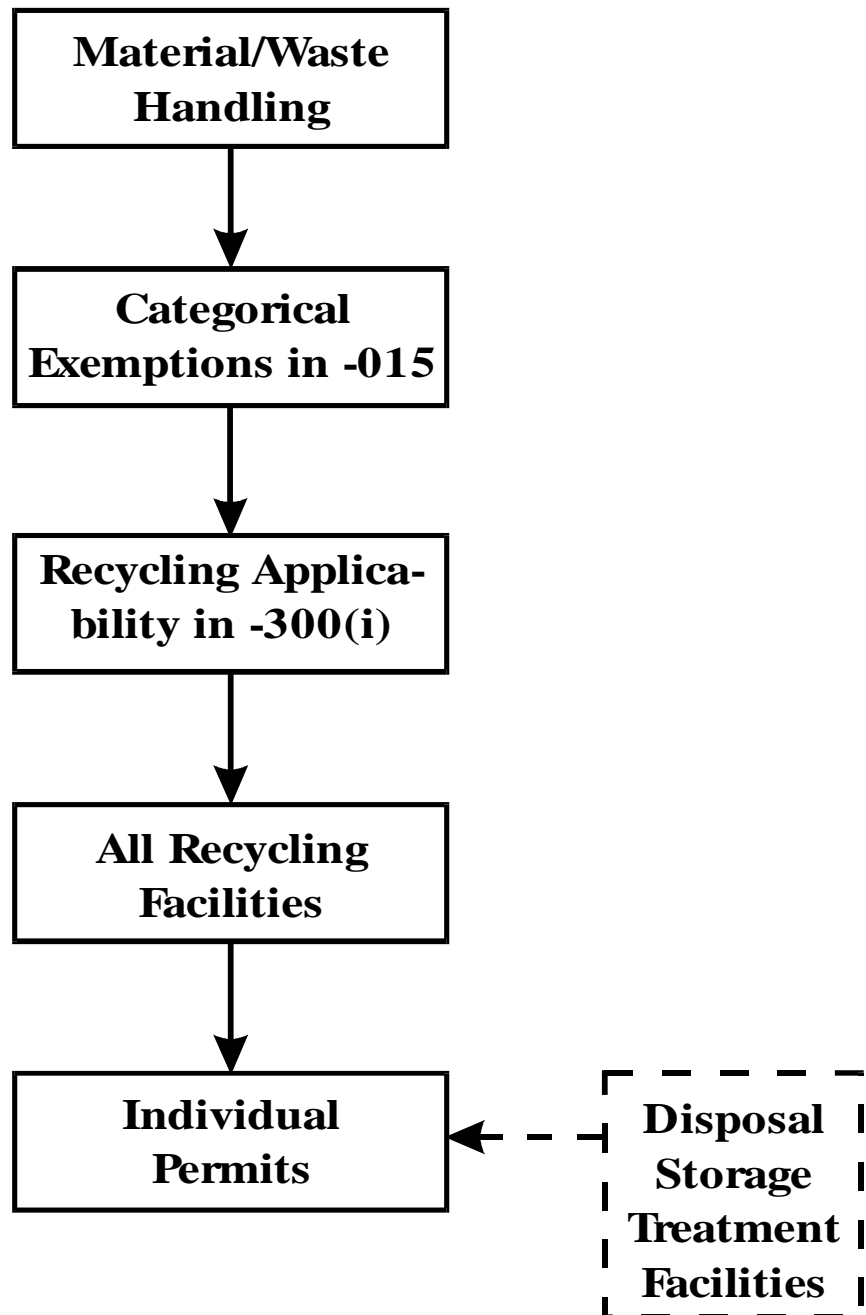 Material/Waste
Handling
Categorical
Exemptions in -015
Recycling Applica-
bility in -300(i)
All Recycling
Facilities
Individual
Permits
Disposal
Storage
Treatment
Facilities